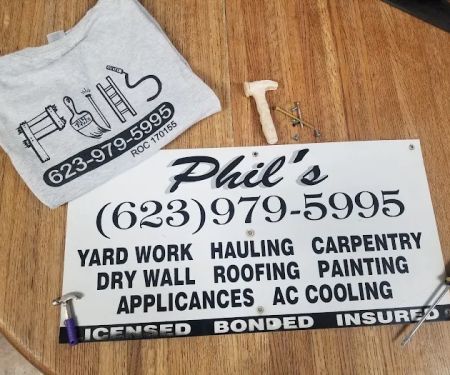 PHIL'S
623-979-5995
ROC 170155
Phil's
(623)979-5995
YARD WORK HAULING CARPENTRY
DRY WALL ROOFING PAINTING
APPLICANCES AC COOLING
LICENSED BONDED INSURED